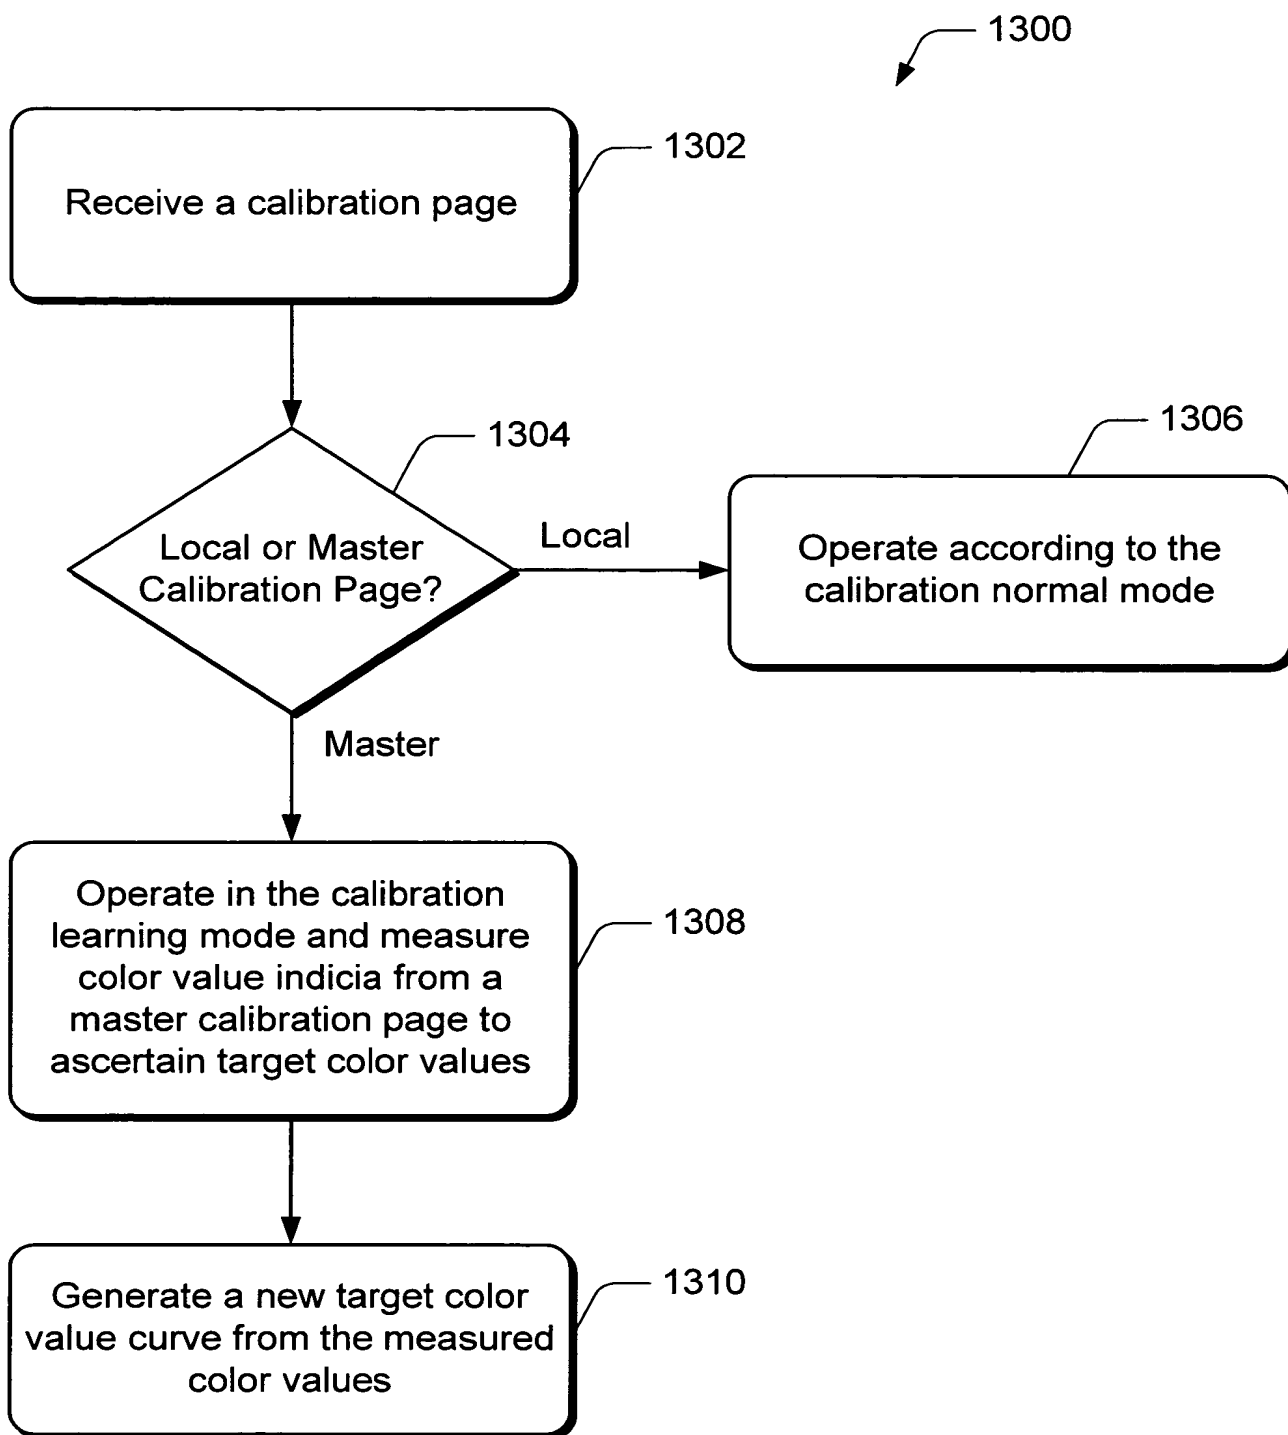 1300
1302
Receive a calibration page
1304
Local or Master
Calibration Page?
Local
1306
Operate according to the
calibration normal mode
Master
Operate in the calibration
learning mode and measure
color value indicia from a
master calibration page to
ascertain target color values
1308
Generate a new target color
value curve from the measured
color values
1310